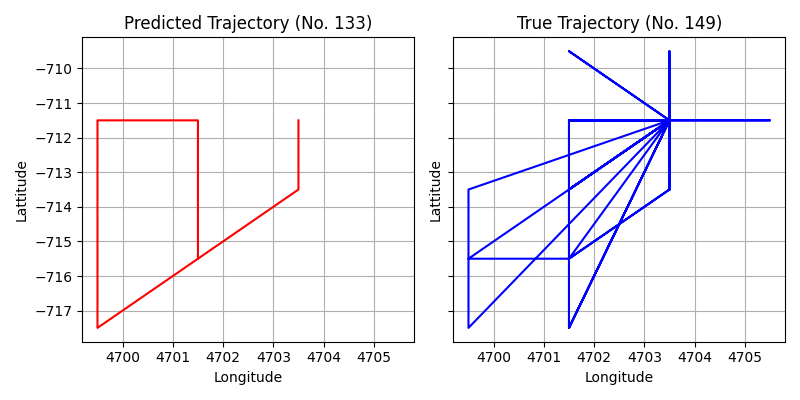 Predicted Trajectory (No. 133)
True Trajectory (No. 149)
−710
−711
−712
−713
−714
−715
−716
−717
Lattitude
Lattitude
4700 4701 4702 4703 4704 4705
4700 4701 4702 4703 4704 4705
Longitude
Longitude